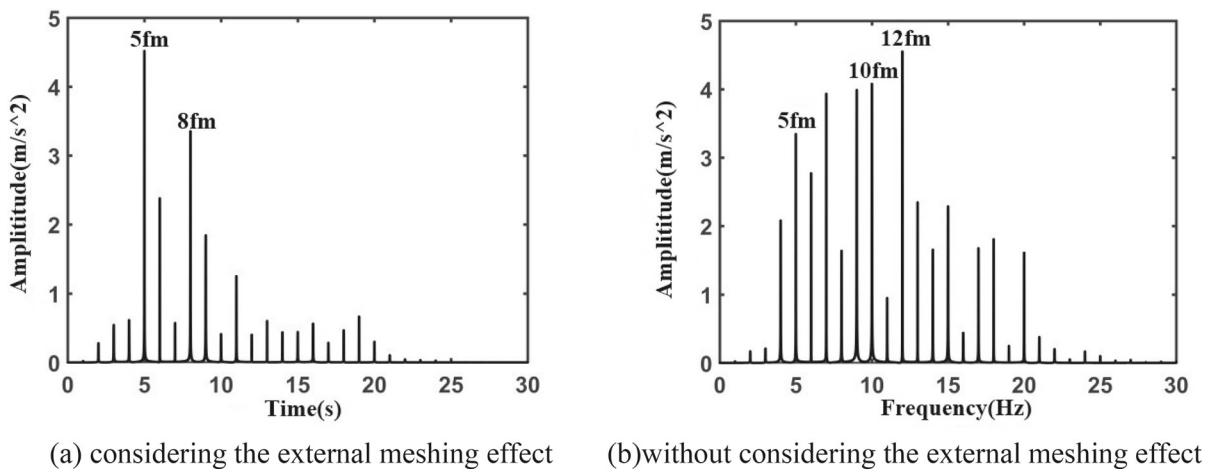 5
4
3
2
1
0
Amplititude(m/s^2)
5fm
8fm
0 5 10 15 20 25 30
Time(s)
(a) considering the external meshing effect
5
4
3
2
1
0
Amplititude(m/s^2)
5fm
10fm
12fm
0 5 10 15 20 25 30
Frequency(Hz)
(b)without considering the external meshing effect